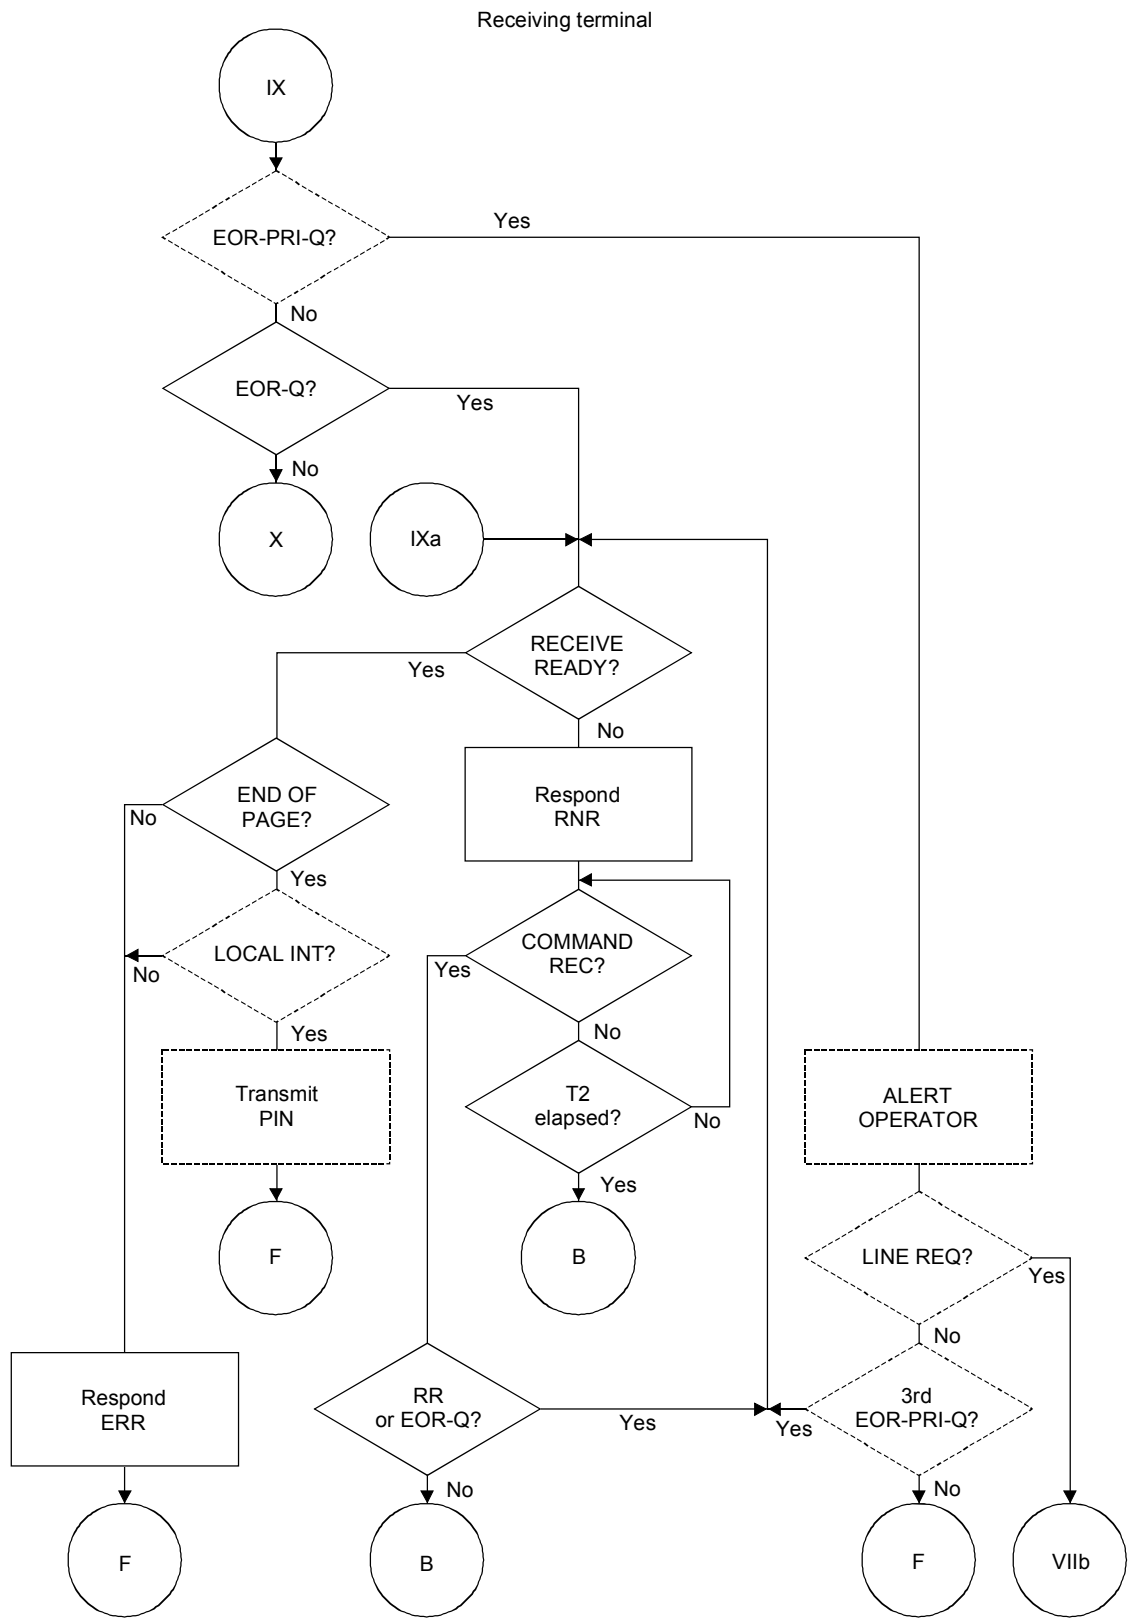 Receiving terminal
IX
EOR-PRI-Q?
Yes
No
EOR-Q?
Yes
No
X
IXa
RECEIVE
READY?
Yes
No
END OF
PAGE?
No
Yes
Respond
RNR
LOCAL INT?
No
Yes
COMMAND
REC?
Yes
No
Transmit
PIN
T2
elapsed?
No
Yes
ALERT
OPERATOR
F
B
LINE REQ?
Yes
No
Respond
ERR
RR
or EOR-Q?
Yes
No
3rd
EOR-PRI-Q?
Yes
No
F
B
F
VIIb